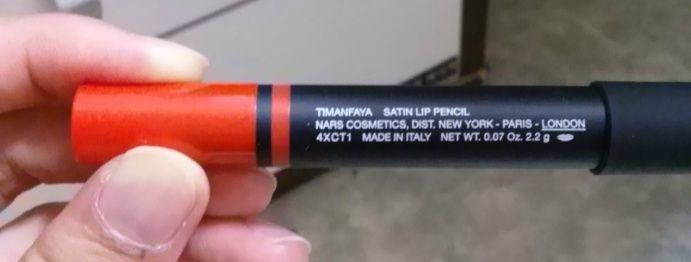 TIMANFAYA SATIN LIP PENCIL
NARS COSMETICS, DIST. NEW YORK - PARIS - LONDON
4XCT1 MADE IN ITALY NET WT. 0.07 Oz. 2.2 g